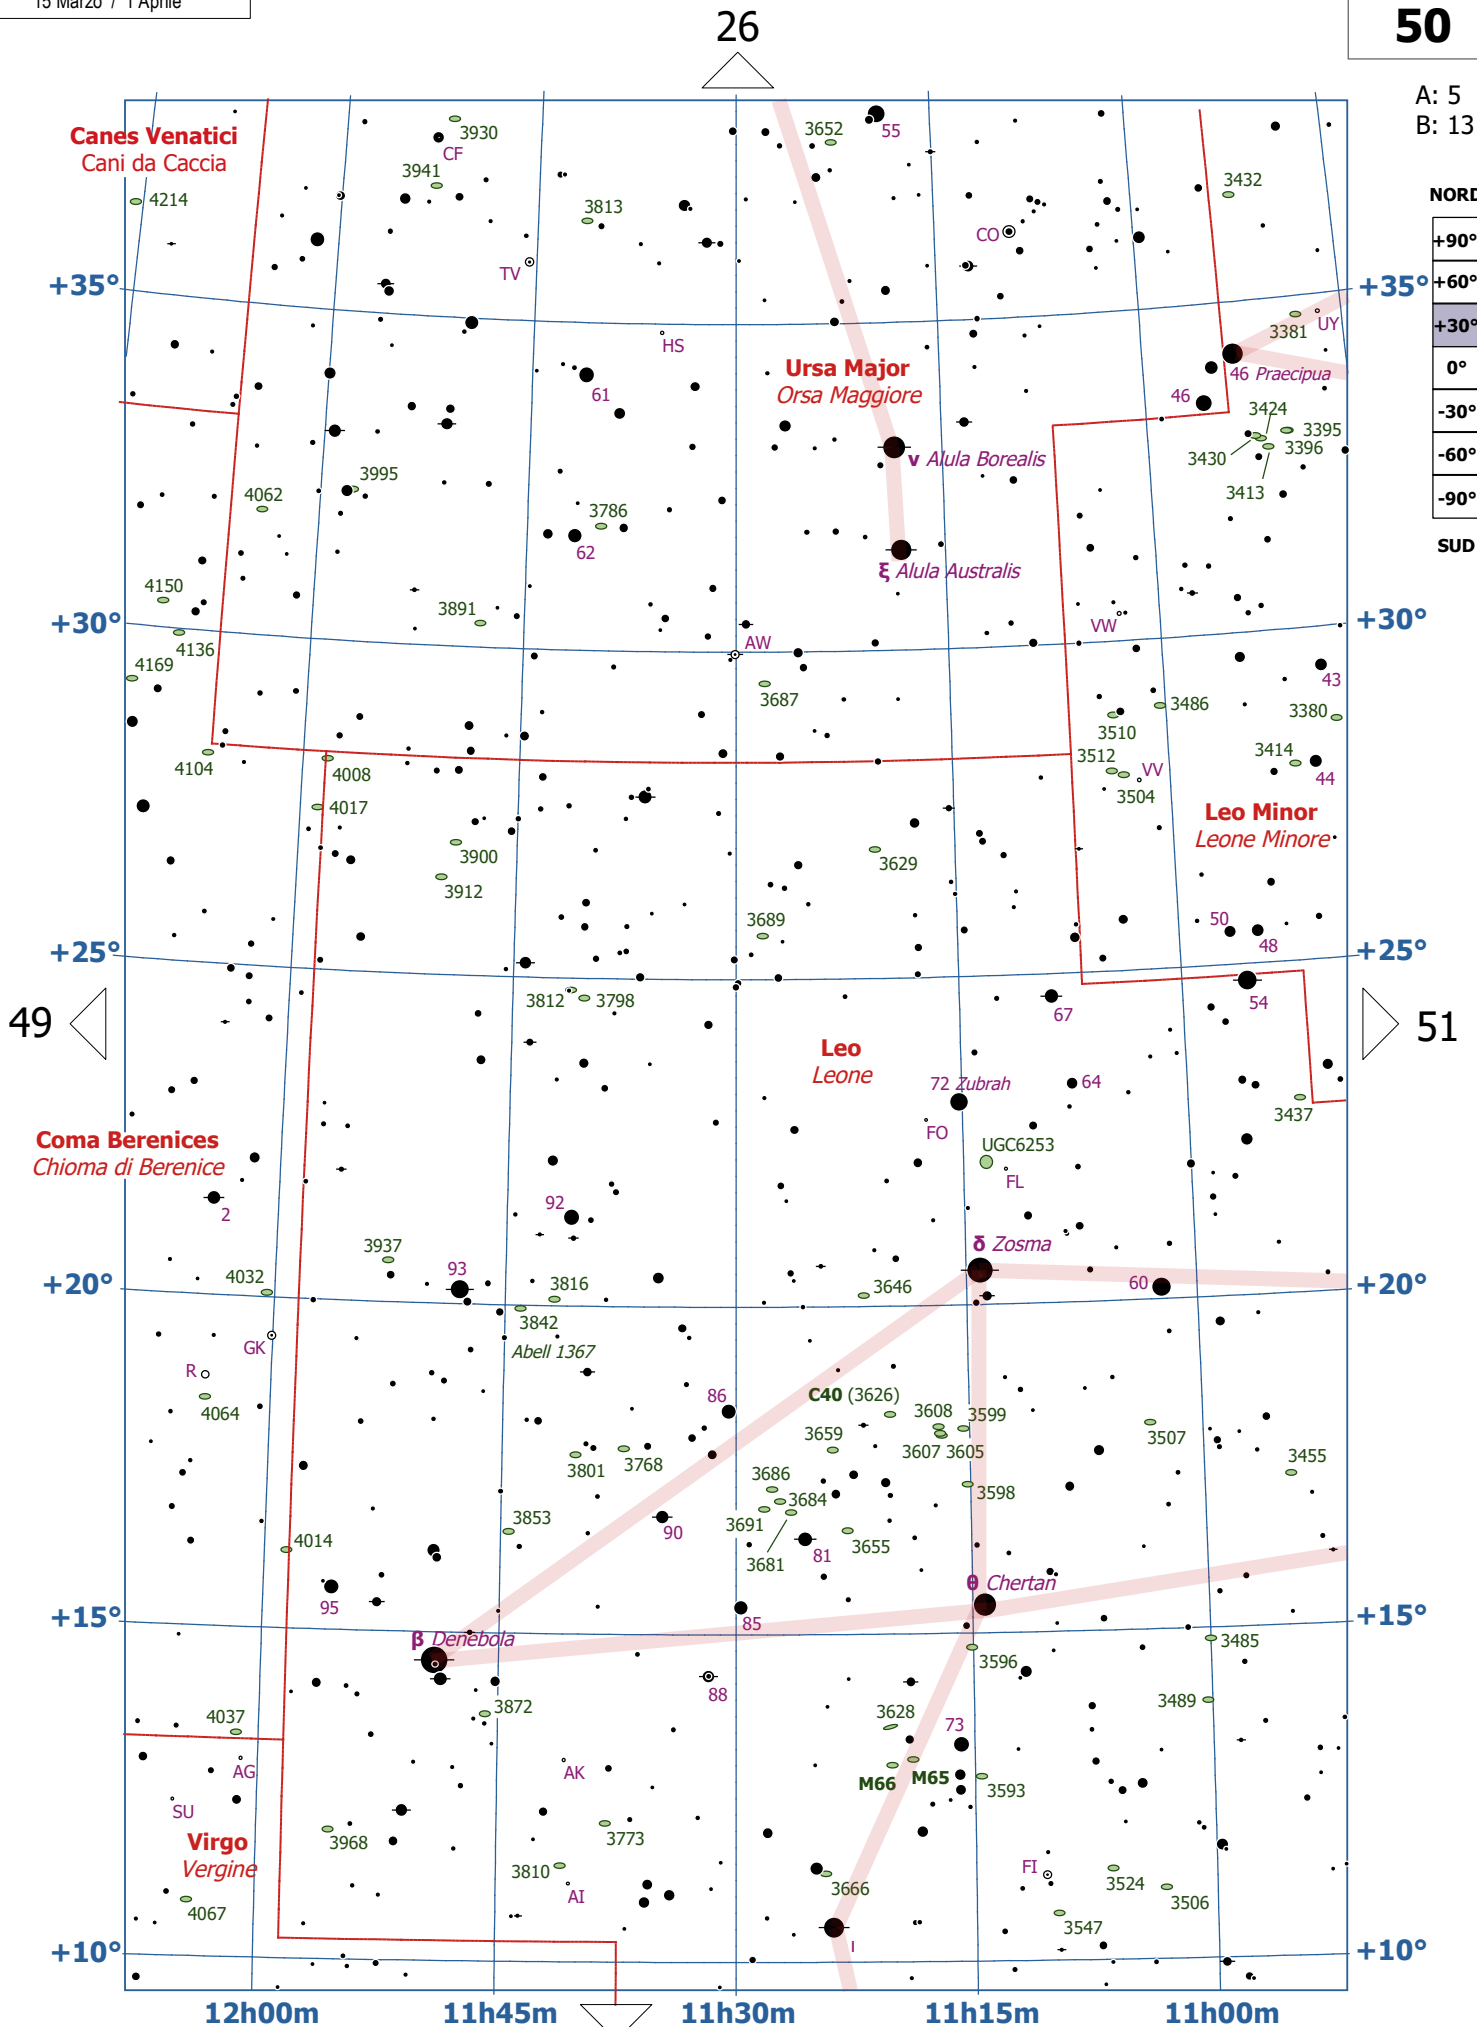 15 Marzo / 1 Aprile
26
50
A: 5
B: 13
NORD
+90°
+60°
+30°
0°
-30°
-60°
-90°
SUD
Canes Venatici
Cani da Caccia
3930
CF
3941
4214
3813
TV
3652
55
CO
3432
+35°
+35°
HS
3381
UY
Ursa Major
Orsa Maggiore
46 Praecipua
61
46
3424
3395
3396
3430
3413
ν Alula Borealis
3995
4062
3786
62
ξ Alula Australis
4150
3891
+30°
+30°
VW
4136
AW
4169
43
3687
3486
3380
3510
4104
4008
3512
VV
3414
44
3504
4017
Leo Minor
Leone Minore
3900
3629
3912
3689
50
48
+25°
+25°
3812
3798
54
67
49
51
Leo
Leone
72 Zubrah
64
3437
FO
Coma Berenices
Chioma di Berenice
UGC6253
FL
2
92
δ Zosma
3937
93
4032
3816
3646
60
+20°
+20°
3842
GK
Abell 1367
R
86
C40 (3626)
4064
3608
3599
3659
3607
3605
3507
3801
3768
3455
3686
3684
3598
3853
3691
90
3681
81
3655
4014
θ Chertan
95
+15°
+15°
85
β Denebola
3485
3596
88
3489
3872
3628
73
4037
AG
AK
M66
M65
3593
SU
Virgo
Vergine
3968
3773
3810
AI
FI
3666
3524
3506
4067
3547
ι
+10°
+10°
12h00m
11h45m
11h30m
11h15m
11h00m